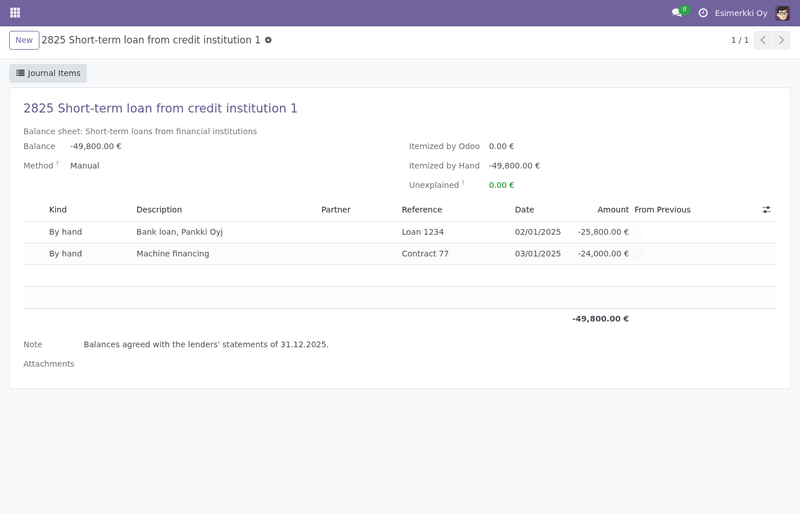 8
Esimerkki Oy
New
2825 Short-term loan from credit institution 1
1 / 1
Journal Items
2825 Short-term loan from credit institution 1
Balance sheet: Short-term loans from financial institutions
Balance -49,800.00 €
Itemized by Odoo 0.00 €
Method ? Manual
Itemized by Hand -49,800.00 €
Unexplained ? 0.00 €
Kind Description Partner Reference Date Amount From Previous
By hand Bank loan, Pankki Oyj Loan 1234 02/01/2025 -25,800.00 €
By hand Machine financing Contract 77 03/01/2025 -24,000.00 €
-49,800.00 €
Note Balances agreed with the lenders' statements of 31.12.2025.
Attachments